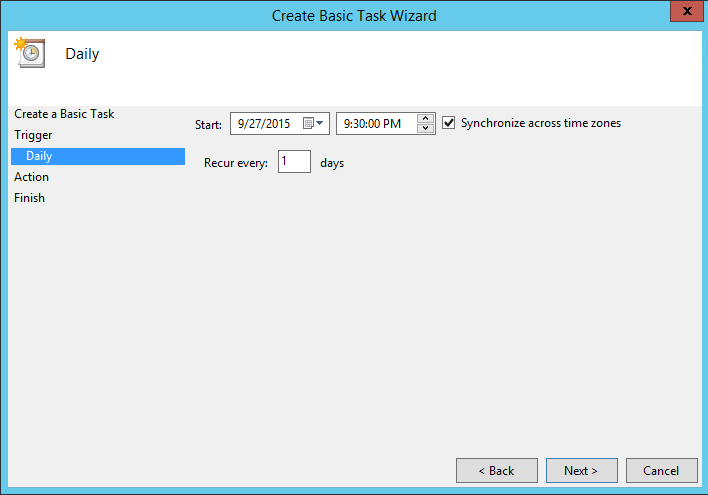 Create Basic Task Wizard
x
Daily
Create a Basic Task
Trigger
Daily
Action
Finish
Start: 9/27/2015 9:30:00 PM Synchronize across time zones
Recur every: 1 days
< Back Next > Cancel